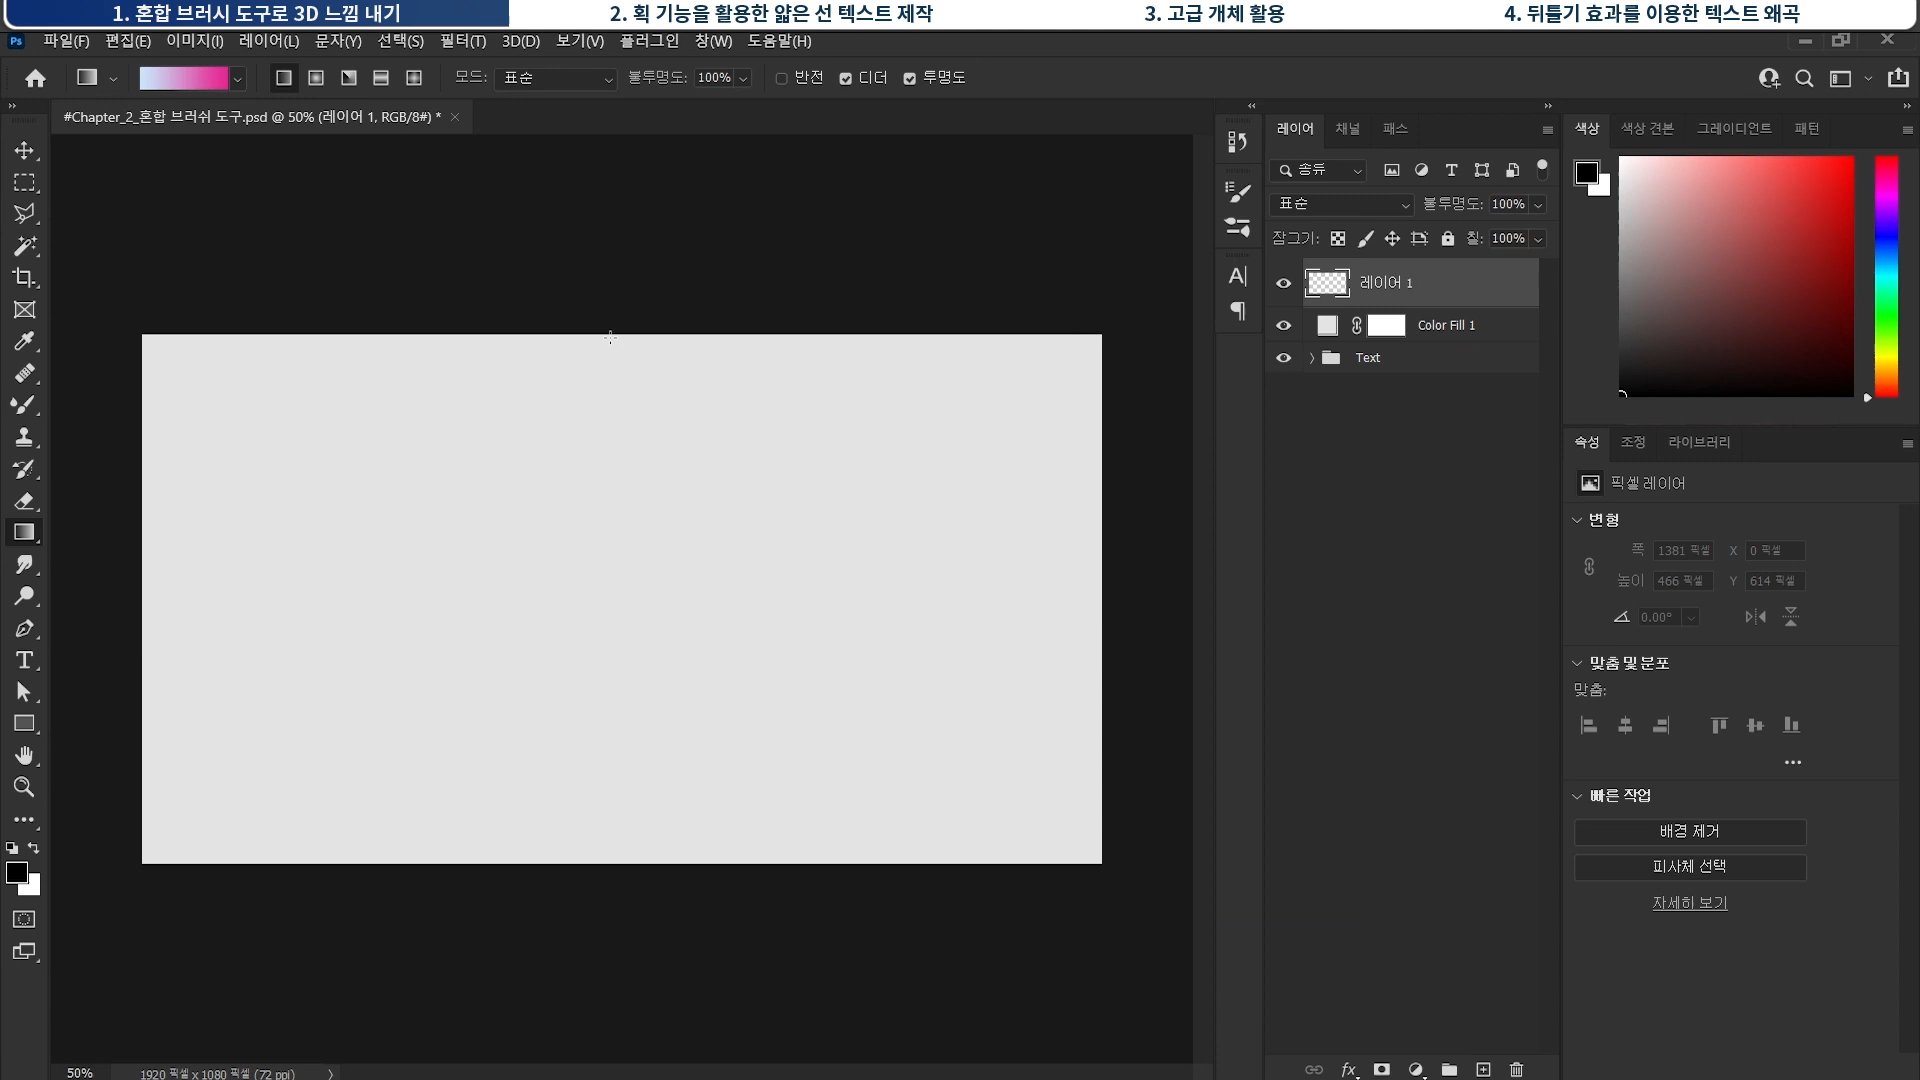 1. 혼합 브러시 도구로 3D 느낌 내기
2. 획 기능을 활용한 얇은 선 텍스트 제작
3. 고급 개체 활용
4. 뒤틀기 효과를 이용한 텍스트 왜곡
Ps 파일(F) 편집(E) 이미지(I) 레이어(L) 문자(Y) 선택(S) 필터(T) 3D(D) 보기(V) 플러그인 창(W) 도움말(H)
모드: 표준 불투명도: 100% 반전 디더 투명도
#Chapter_2_혼합 브러쉬 도구.psd @ 50% (레이어 1, RGB/8#) *
레이어 채널 패스
종류
표준 불투명도: 100%
잠그기: 칠: 100%
레이어 1
Color Fill 1
Text
색상 색상 견본 그레이디언트 패턴
속성 조정 라이브러리
픽셀 레이어
변형
폭 1381 픽셀 X 0 픽셀
높이 466 픽셀 Y 614 픽셀
0.00°
맞춤 및 분포
맞춤:
빠른 작업
배경 제거
피사체 선택
자세히 보기
50% 1920 픽셀 x 1080 픽셀 (72 ppi)
fx